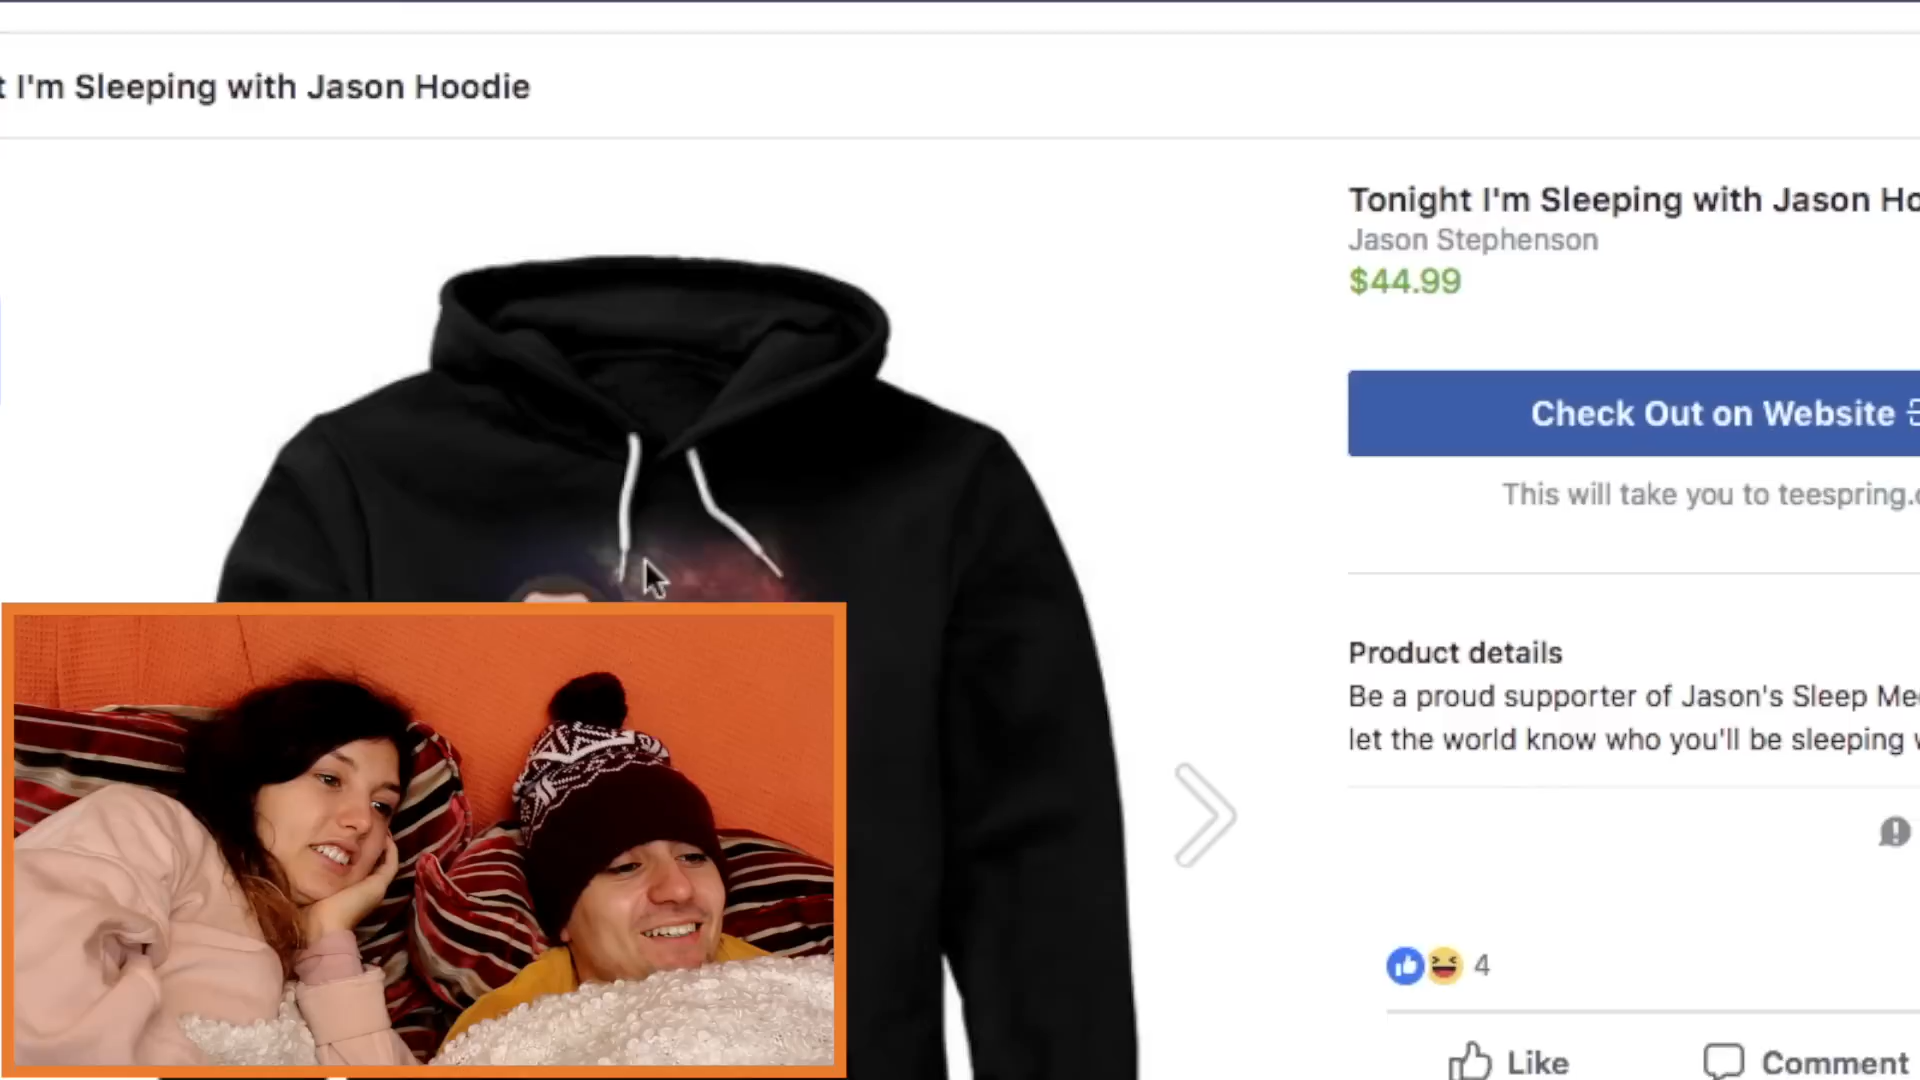 I'm Sleeping with Jason Hoodie
Tonight I'm Sleeping with Jason
Jason Stephenson
$44.99
Check Out on Website
This will take you to teespring.
Product details
Be a proud supporter of Jason's Sleep
let the world know who you'll be sleeping
4
Like
Comment